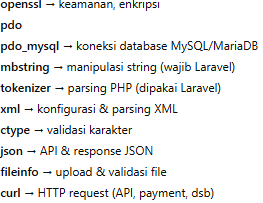 openssl → keamanan, enkripsi
pdo
pdo_mysql → koneksi database MySQL/MariaDB
mbstring → manipulasi string (wajib Laravel)
tokenizer → parsing PHP (dipakai Laravel)
xml → konfigurasi & parsing XML
ctype → validasi karakter
json → API & response JSON
fileinfo → upload & validasi file
curl → HTTP request (API, payment, dsb)